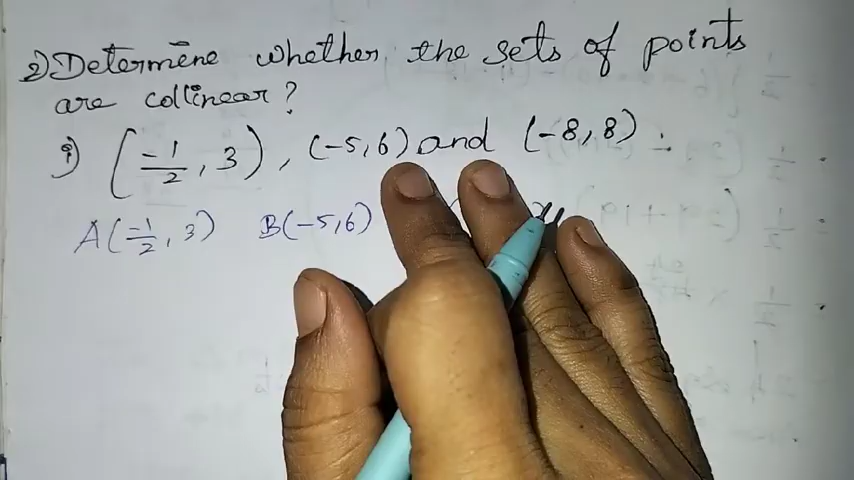 2) Determine whether the sets of points
are collinear?
i) (-1/2, 3), (-5,6) and (-8,8).
A(-1/2, 3) B(-5,6)